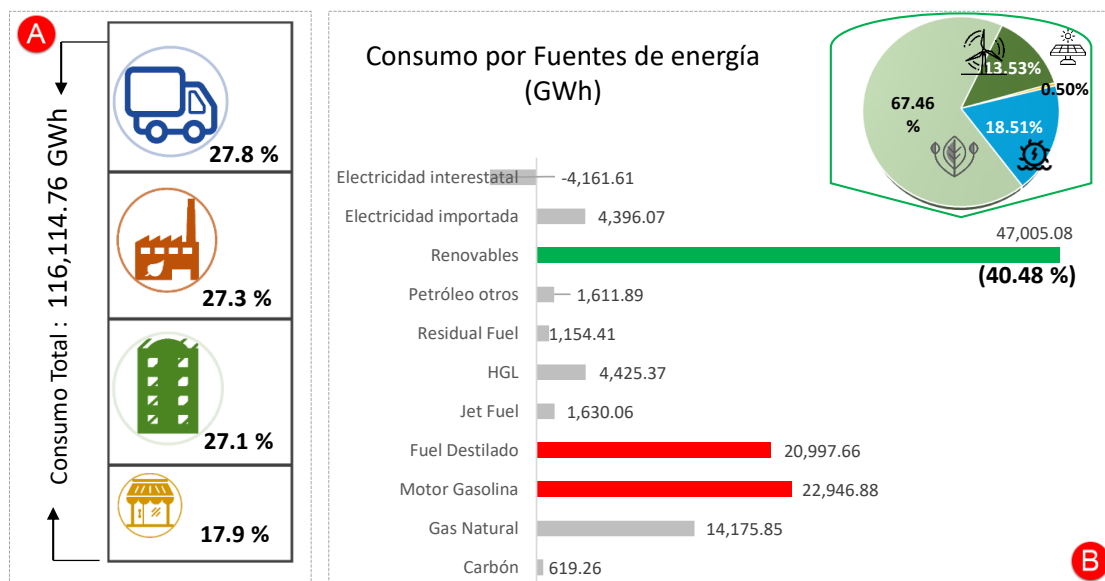 A
Consumo Total : 116,114.76 GWh
27.8 %
27.3 %
27.1 %
17.9 %
Consumo por Fuentes de energía
(GWh)
13.53%
0.50%
67.46
%
18.51%
Electricidad interestatal -4,161.61
Electricidad importada 4,396.07
Renovables 47,005.08
(40.48 %)
Petróleo otros 1,611.89
Residual Fuel 1,154.41
HGL 4,425.37
Jet Fuel 1,630.06
Fuel Destilado 20,997.66
Motor Gasolina 22,946.88
Gas Natural 14,175.85
Carbón 619.26
B